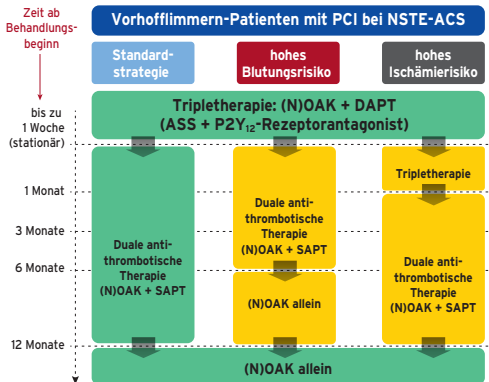 Zeit ab
Behandlungs-
beginn
Vorhofflimmern-Patienten mit PCI bei NSTE-ACS
Standard-
strategie
hohes
Blutungsrisiko
hohes
Ischämierisiko
bis zu
1 Woche
(stationär)
Tripletherapie: (N)OAK + DAPT
(ASS + P2Y₁₂-Rezeptorantagonist)
Tripletherapie
1 Monat
3 Monate
6 Monate
12 Monate
Duale anti-
thrombotische
Therapie
(N)OAK + SAPT
Duale anti-
thrombotische
Therapie
(N)OAK + SAPT
(N)OAK allein
Duale anti-
thrombotische
Therapie
(N)OAK + SAPT
(N)OAK allein